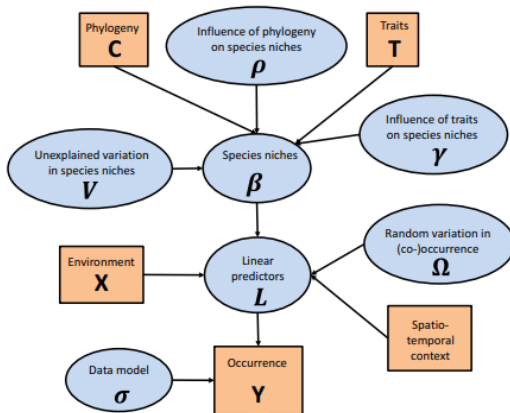 Phylogeny
C
Influence of phylogeny
on species niches
ρ
Traits
T
Unexplained variation
in species niches
V
Species niches
β
Influence of traits
on species niches
γ
Environment
X
Linear
predictors
L
Random variation in
(co-)occurrence
Ω
Spatio-
temporal
context
Data model
σ
Occurrence
Y